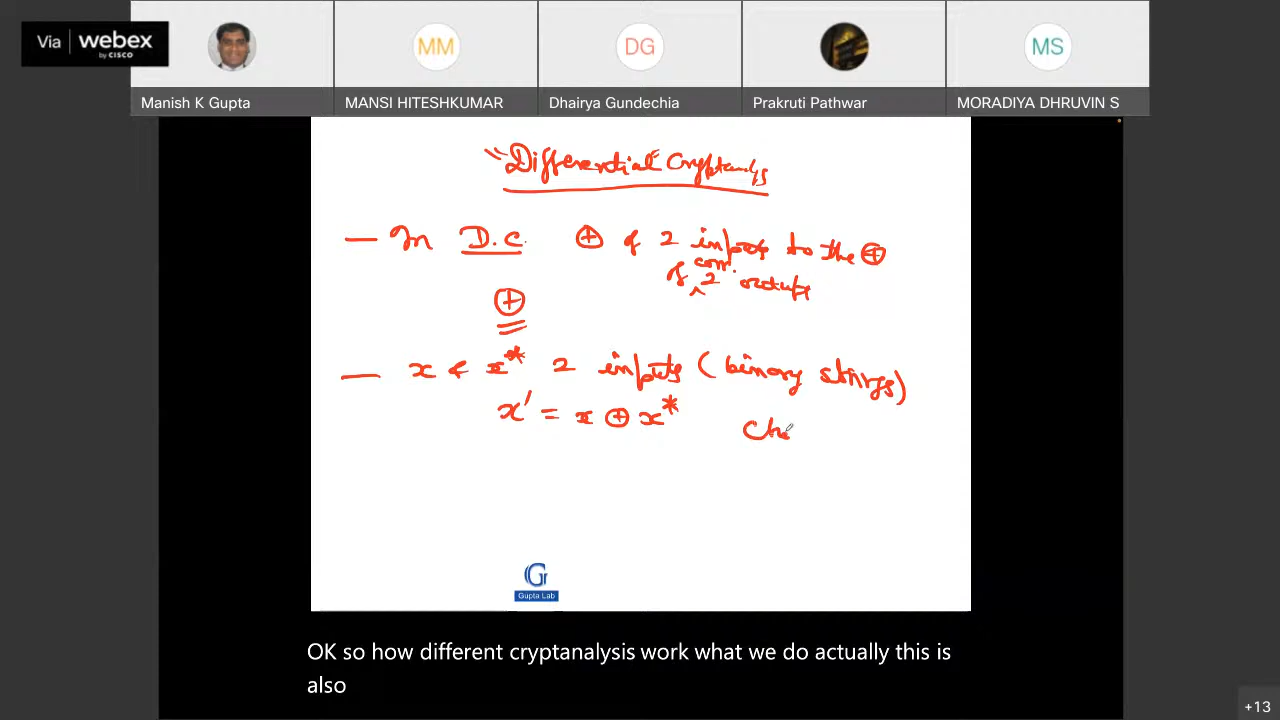 Via webex
by CISCO
MM
DG
MS
Manish K Gupta
MANSI HITESHKUMAR
Dhairya Gundechia
Prakruti Pathwar
MORADIYA DHRUVIN S
"Differential" Cryptanalys
— In D.C. ⊕ of 2 inputs to the ⊕
of corr. 2 outputs
⊕
— x & x* 2 inputs (binary strings)
x' = x ⊕ x*
G
Gupta Lab
OK so how different cryptanalysis work what we do actually this is
also
+13